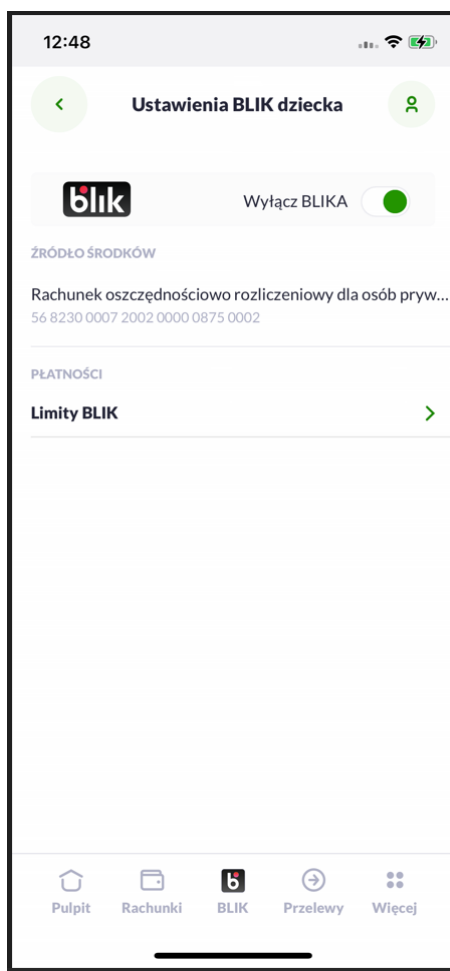 12:48
Ustawienia BLIK dziecka
blik
Wyłącz BLIKA
ŹRÓDŁO ŚRODKÓW
Rachunek oszczędnościowo rozliczeniowy dla osób pryw...
56 8230 0007 2002 0000 0875 0002
PŁATNOŚCI
Limity BLIK
Pulpit
Rachunki
BLIK
Przelewy
Więcej